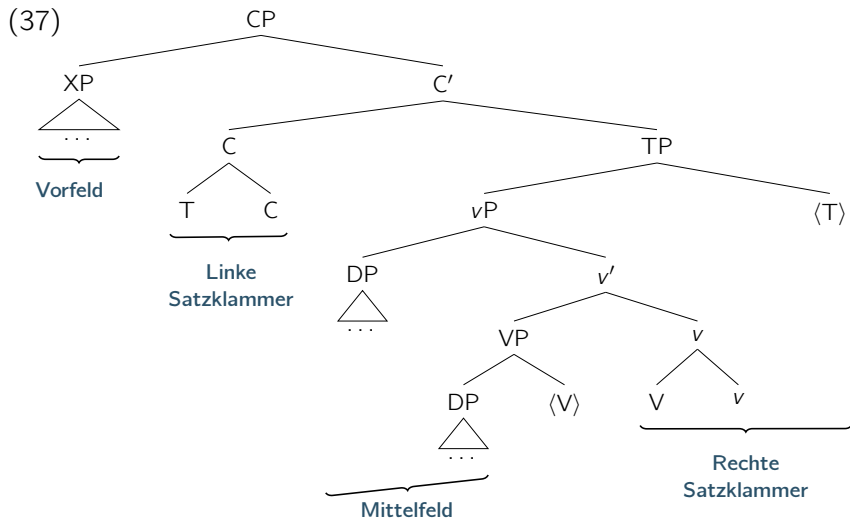 (37)
CP
XP C′
...
C TP
Vorfeld
T C vP ⟨T⟩
Linke
Satzklammer
DP v′
...
VP v
DP ⟨V⟩ V v
...
Rechte
Satzklammer
Mittelfeld